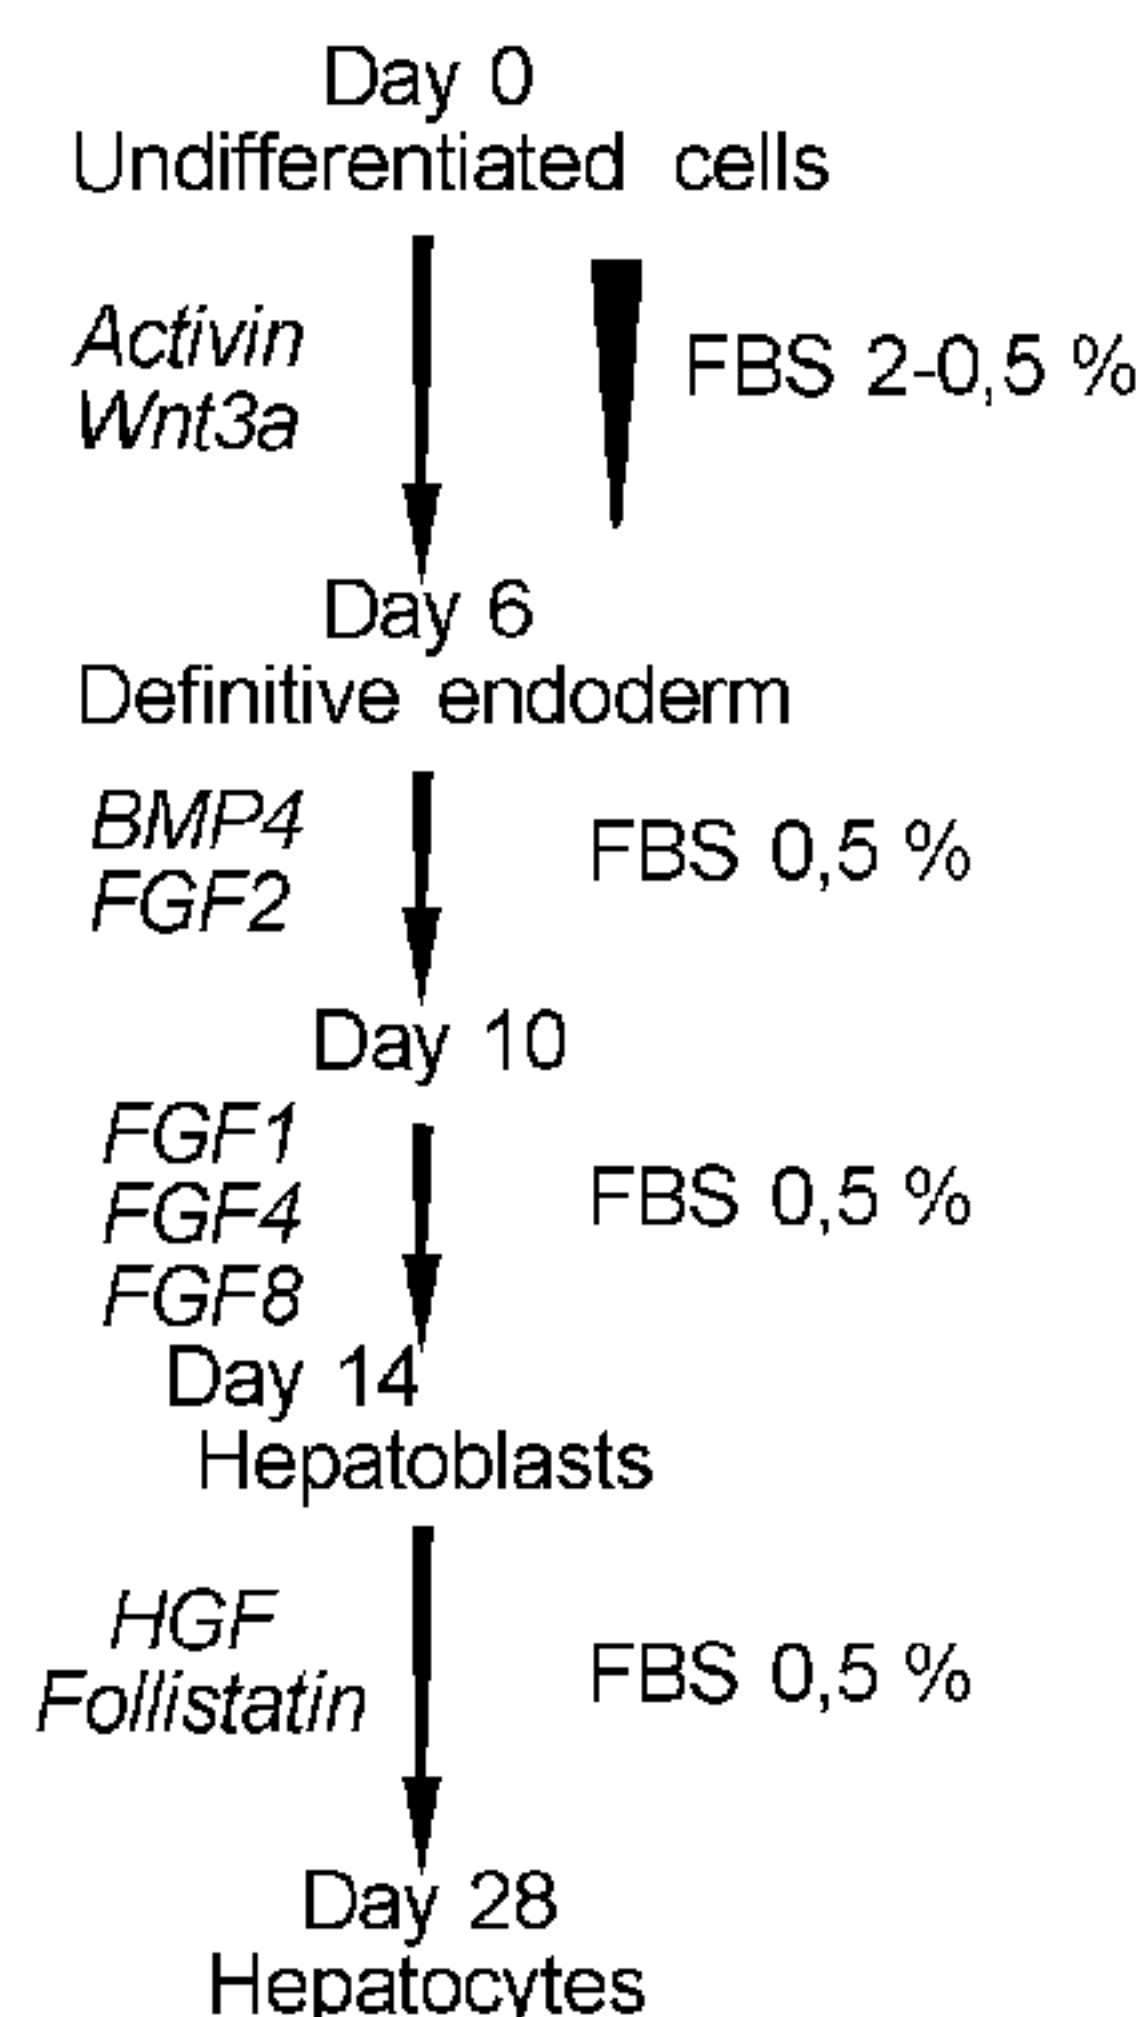 Day 0
Undifferentiated cells
Activin
Wnt3a
FBS 2-0,5 %
Day 6
Definitive endoderm
BMP4
FGF2
FBS 0,5 %
Day 10
FGF1
FGF4
FGF8
FBS 0,5 %
Day 14
Hepatoblasts
HGF
Follistatin
FBS 0,5 %
Day 28
Hepatocytes